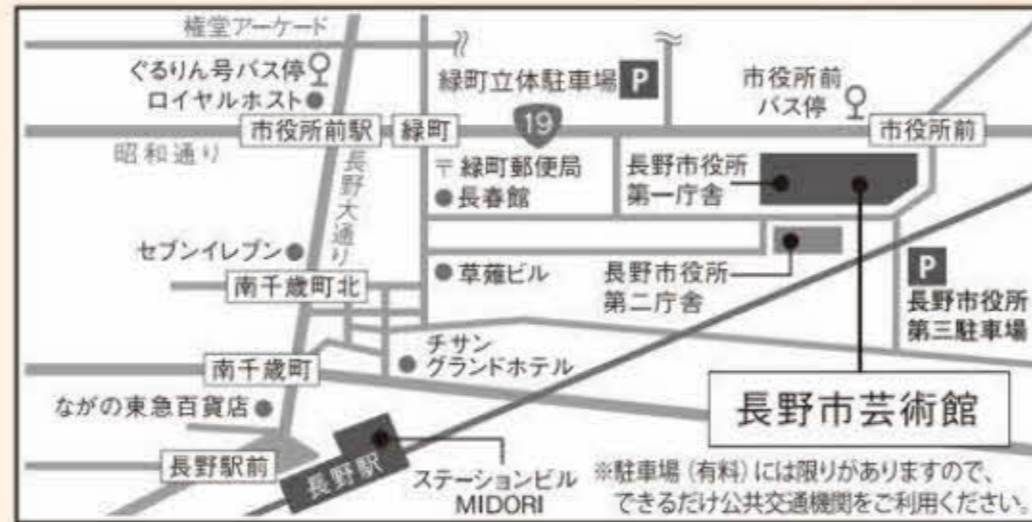 権堂アーケード
ぐるりん号バス停
ロイヤルホスト
緑町立体駐車場 P
市役所前
バス停
市役所前駅
緑町
19
市役所前
昭和通り
長野大通り
〒緑町郵便局
長春館
長野市役所
第一庁舎
セブンイレブン
南千歳町北
草薙ビル
長野市役所
第二庁舎
P
長野市役所
第三駐車場
チサン
グランドホテル
南千歳町
長野市芸術館
ながの東急百貨店
長野駅前
長野駅
ステーションビル
MIDORI
※駐車場（有料）には限りがありますので、
できるだけ公共交通機関をご利用ください。